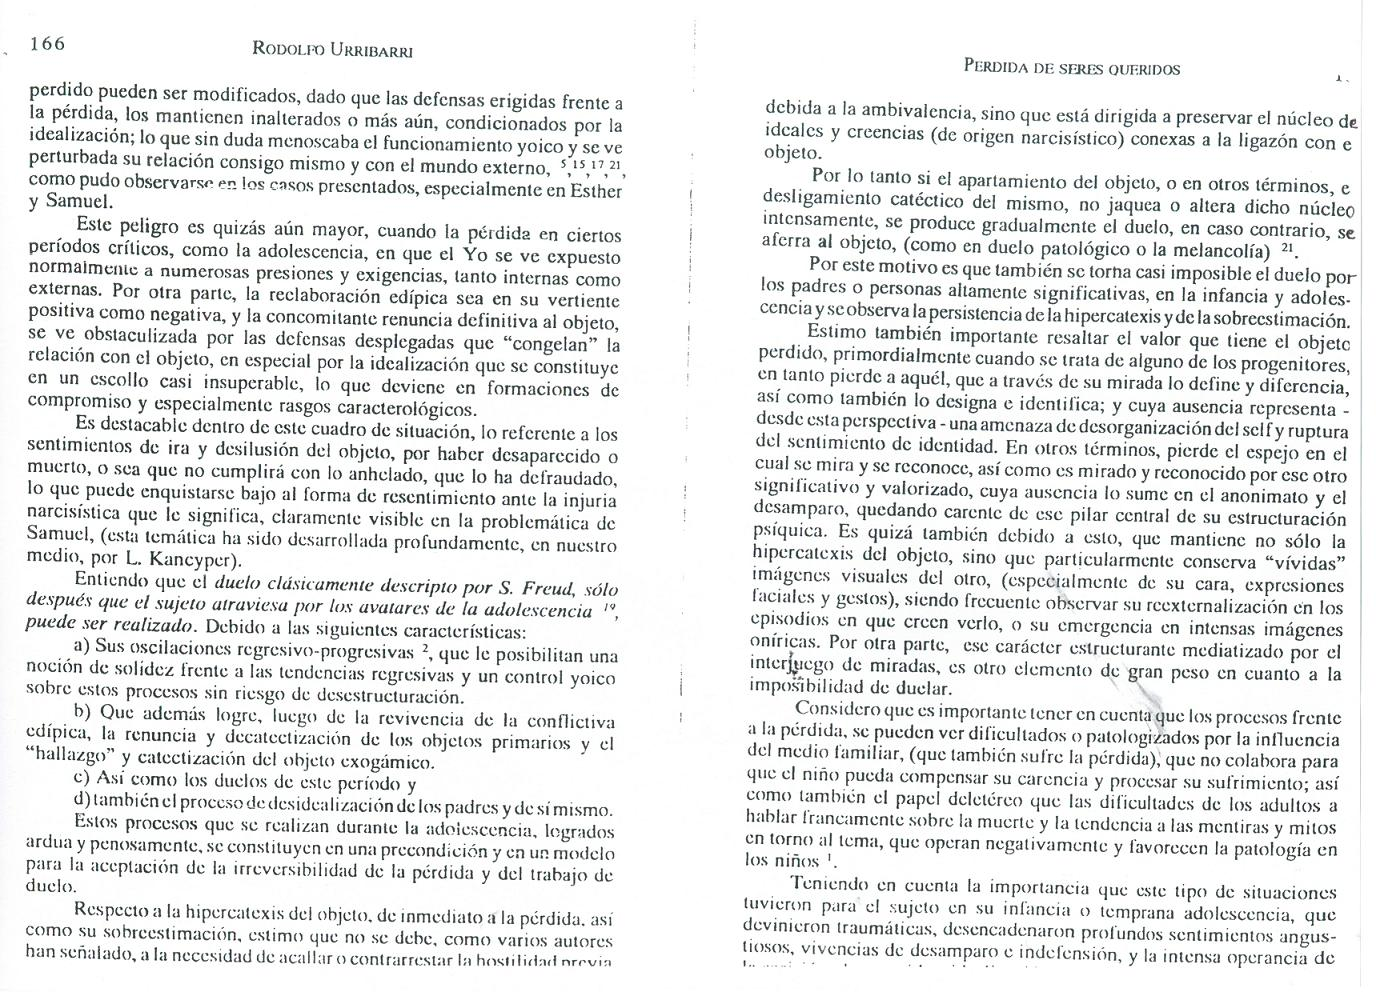 166
RODOLFO URRIBARRI
perdido pueden ser modificados, dado que las defensas erigidas frente a
la pérdida, los mantienen inalterados o más aún, condicionados por la
idealización; lo que sin duda menoscaba el funcionamiento yoico y se ve
perturbada su relación consigo mismo y con el mundo externo, 5,15,17,21,
como pudo observarse en los casos presentados, especialmente en Esther
y Samuel.
Este peligro es quizás aún mayor, cuando la pérdida en ciertos
períodos críticos, como la adolescencia, en que el Yo se ve expuesto
normalmente a numerosas presiones y exigencias, tanto internas como
externas. Por otra parte, la reelaboración edípica sea en su vertiente
positiva como negativa, y la concomitante renuncia definitiva al objeto,
se ve obstaculizada por las defensas desplegadas que “congelan” la
relación con el objeto, en especial por la idealización que se constituye
en un escollo casi insuperable, lo que deviene en formaciones de
compromiso y especialmente rasgos caracterológicos.
Es destacable dentro de este cuadro de situación, lo referente a los
sentimientos de ira y desilusión del objeto, por haber desaparecido o
muerto, o sea que no cumplirá con lo anhelado, que lo ha defraudado,
lo que puede enquistarse bajo al forma de resentimiento ante la injuria
narcisística que le significa, claramente visible en la problemática de
Samuel, (esta temática ha sido desarrollada profundamente, en nuestro
medio, por L. Kancyper).
Entiendo que el duelo clásicamente descripto por S. Freud, sólo
después que el sujeto atraviesa por los avatares de la adolescencia 19,
puede ser realizado. Debido a las siguientes características:
a) Sus oscilaciones regresivo-progresivas 2, que le posibilitan una
noción de solidez frente a las tendencias regresivas y un control yoico
sobre estos procesos sin riesgo de desestructuración.
b) Que además logre, luego de la revivencia de la conflictiva
edípica, la renuncia y decatectización de los objetos primarios y el
“hallazgo” y catectización del objeto exogámico.
c) Así como los duelos de este período y
d) también el proceso de desidealización de los padres y de sí mismo.
Estos procesos que se realizan durante la adolescencia, logrados
ardua y penosamente, se constituyen en una precondición y en un modelo
para la aceptación de la irreversibilidad de la pérdida y del trabajo de
duelo.
Respecto a la hipercatexis del objeto, de inmediato a la pérdida, así
como su sobreestimación, estimo que no se debe, como varios autores
han señalado, a la necesidad de acallar o contrarrestar la hostilidad previa
PERDIDA DE SERES QUERIDOS
debida a la ambivalencia, sino que está dirigida a preservar el núcleo de
ideales y creencias (de origen narcisístico) conexas a la ligazón con e
objeto.
Por lo tanto si el apartamiento del objeto, o en otros términos, e
desligamiento catéctico del mismo, no jaquea o altera dicho núcleo
intensamente, se produce gradualmente el duelo, en caso contrario, se
aferra al objeto, (como en duelo patológico o la melancolía) 21.
Por este motivo es que también se torna casi imposible el duelo por
los padres o personas altamente significativas, en la infancia y adoles-
cencia y se observa la persistencia de la hipercatexis y de la sobreestimación.
Estimo también importante resaltar el valor que tiene el objeto
perdido, primordialmente cuando se trata de alguno de los progenitores,
en tanto pierde a aquél, que a través de su mirada lo define y diferencia,
así como también lo designa e identifica; y cuya ausencia representa -
desde esta perspectiva - una amenaza de desorganización del self y ruptura
del sentimiento de identidad. En otros términos, pierde el espejo en el
cual se mira y se reconoce, así como es mirado y reconocido por ese otro
significativo y valorizado, cuya ausencia lo sume en el anonimato y el
desamparo, quedando carente de ese pilar central de su estructuración
psíquica. Es quizá también debido a esto, que mantiene no sólo la
hipercatexis del objeto, sino que particularmente conserva “vívidas”
imágenes visuales del otro, (especialmente de su cara, expresiones
faciales y gestos), siendo frecuente observar su reexternalización en los
episodios en que creen verlo, o su emergencia en intensas imágenes
oníricas. Por otra parte, ese carácter estructurante mediatizado por el
interjuego de miradas, es otro elemento de gran peso en cuanto a la
imposibilidad de duelar.
Considero que es importante tener en cuenta que los procesos frente
a la pérdida, se pueden ver dificultados o patologizados por la influencia
del medio familiar, (que también sufre la pérdida), que no colabora para
que el niño pueda compensar su carencia y procesar su sufrimiento; así
como también el papel deletéreo que las dificultades de los adultos a
hablar francamente sobre la muerte y la tendencia a las mentiras y mitos
en torno al tema, que operan negativamente y favorecen la patología en
los niños 1.
Teniendo en cuenta la importancia que este tipo de situaciones
tuvieron para el sujeto en su infancia o temprana adolescencia, que
devinieron traumáticas, desencadenaron profundos sentimientos angus-
tiosos, vivencias de desamparo e indefensión, y la intensa operancia de